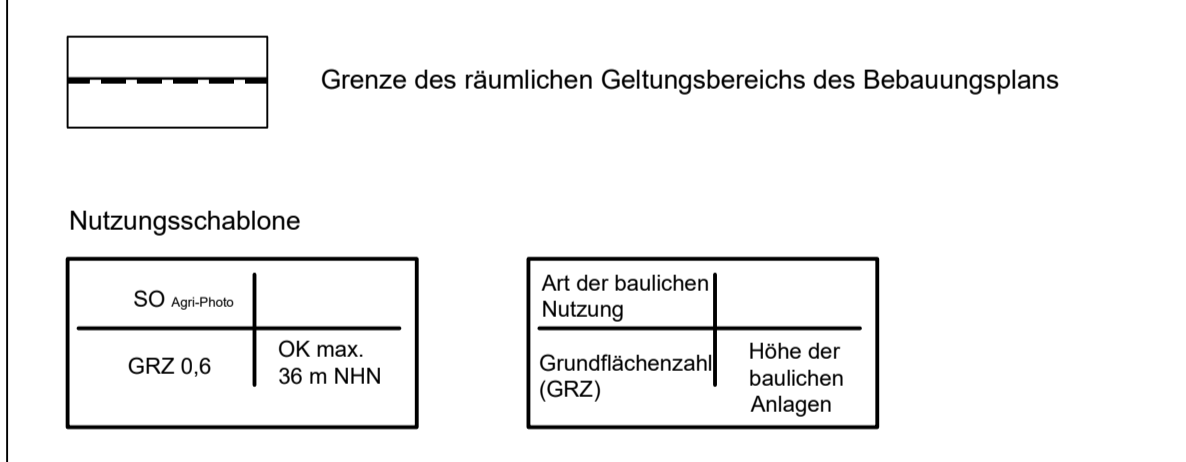 Grenze des räumlichen Geltungsbereichs des Bebauungsplans
Nutzungsschablone
SO Agri-Photo
GRZ 0,6
OK max.
36 m NHN
Art der baulichen
Nutzung
Grundflächenzahl
(GRZ)
Höhe der
baulichen
Anlagen